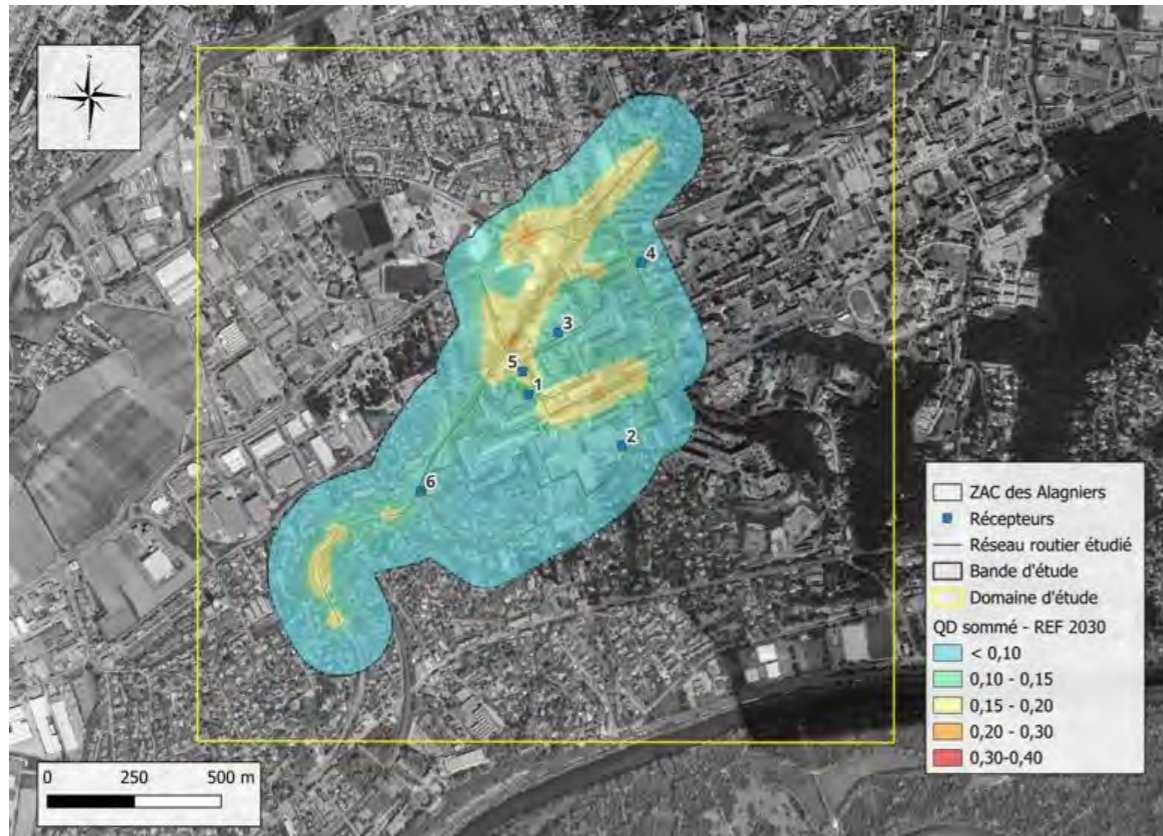 N
4
3
5
1
2
6
ZAC des Alagniers
Récepteurs
Réseau routier étudié
Bande d'étude
Domaine d'étude
QD sommé - REF 2030
< 0,10
0,10 - 0,15
0,15 - 0,20
0,20 - 0,30
0,30-0,40
0 250 500 m